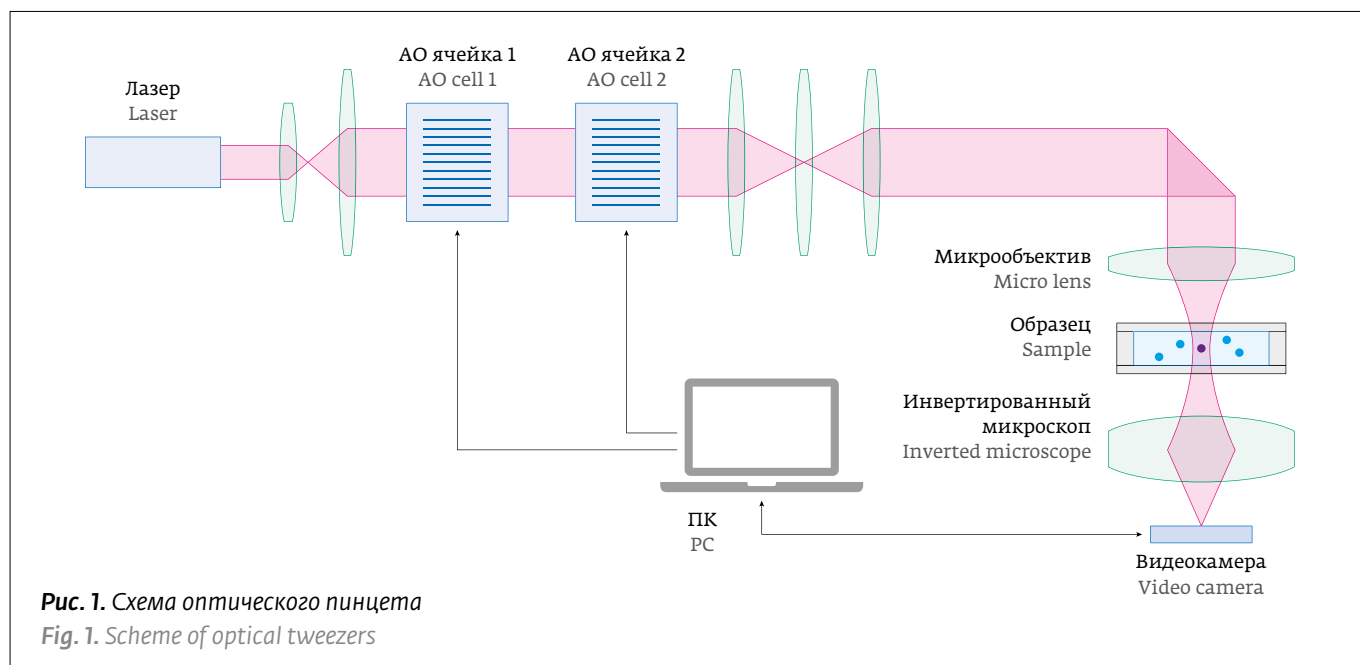 АО ячейка 1
AO cell 1
АО ячейка 2
AO cell 2
Лазер
Laser
Микрообъектив
Micro lens
Образец
Sample
Инвертированный
микроскоп
Inverted microscope
ПК
PC
Видеокамера
Video camera
Рис. 1. Схема оптического пинцета
Fig. 1. Scheme of optical tweezers